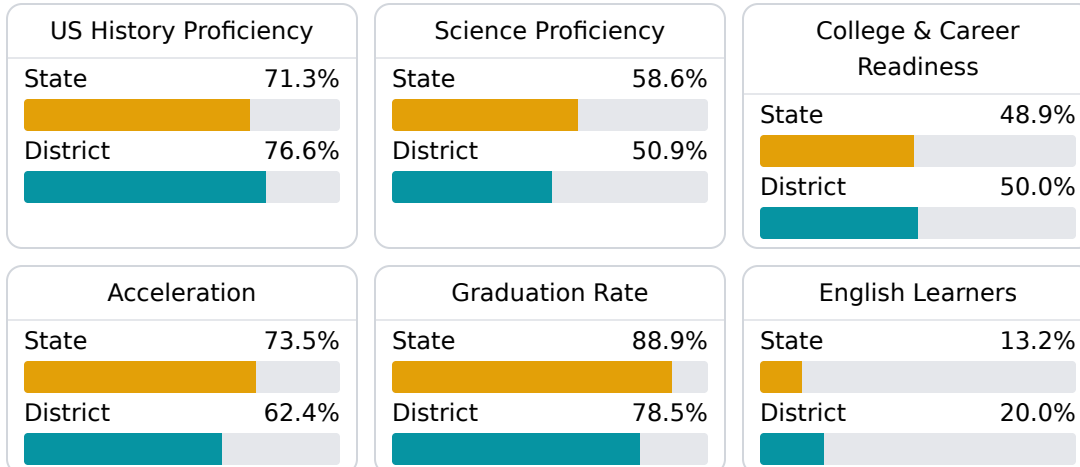 US History Proficiency
State 71.3%
District 76.6%
Science Proficiency
State 58.6%
District 50.9%
College & Career
Readiness
State 48.9%
District 50.0%
Acceleration
State 73.5%
District 62.4%
Graduation Rate
State 88.9%
District 78.5%
English Learners
State 13.2%
District 20.0%